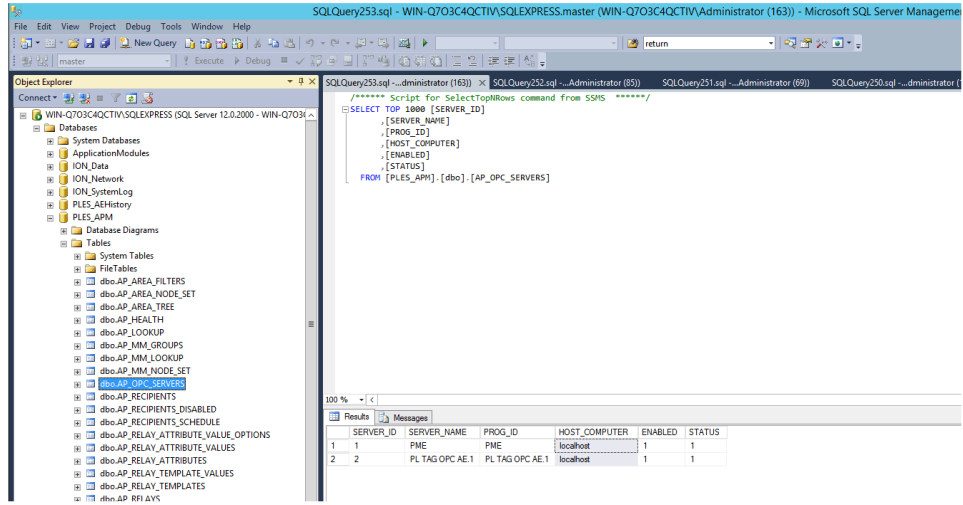 SQLQuery253.sql - WIN-Q7O3C4QCTIV\SQLEXPRESS.master (WIN-Q7O3C4QCTIV\Administrator (163)) - Microsoft SQL Server Manageme
File Edit View Project Debug Tools Window Help
New Query return
master Execute Debug
Object Explorer
Connect
WIN-Q7O3C4QCTIV\SQLEXPRESS (SQL Server 12.0.2000 - WIN-Q7O3
Databases
System Databases
ApplicationModules
ION_Data
ION_Network
ION_SystemLog
PLES_AEHistory
PLES_APM
Database Diagrams
Tables
System Tables
FileTables
dbo.AP_AREA_FILTERS
dbo.AP_AREA_NODE_SET
dbo.AP_AREA_TREE
dbo.AP_HEALTH
dbo.AP_LOOKUP
dbo.AP_MM_GROUPS
dbo.AP_MM_LOOKUP
dbo.AP_MM_NODE_SET
dbo.AP_OPC_SERVERS
dbo.AP_RECIPIENTS
dbo.AP_RECIPIENTS_DISABLED
dbo.AP_RECIPIENTS_SCHEDULE
dbo.AP_RELAY_ATTRIBUTE_VALUE_OPTIONS
dbo.AP_RELAY_ATTRIBUTE_VALUES
dbo.AP_RELAY_ATTRIBUTES
dbo.AP_RELAY_TEMPLATE_VALUES
dbo.AP_RELAY_TEMPLATES
dbo.AP_RELAYS
SQLQuery253.sql -...dministrator (163)) SQLQuery252.sql -...Administrator (85)) SQLQuery251.sql -...Administrator (69)) SQLQuery250.sql -...dministrator (1
/****** Script for SelectTopNRows command from SSMS ******/
SELECT TOP 1000 [SERVER_ID]
,[SERVER_NAME]
,[PROG_ID]
,[HOST_COMPUTER]
,[ENABLED]
,[STATUS]
FROM [PLES_APM].[dbo].[AP_OPC_SERVERS]
100 %
Results Messages
SERVER_ID SERVER_NAME PROG_ID HOST_COMPUTER ENABLED STATUS
1 1 PME PME localhost 1 1
2 2 PL TAG OPC AE.1 PL TAG OPC AE.1 localhost 1 1